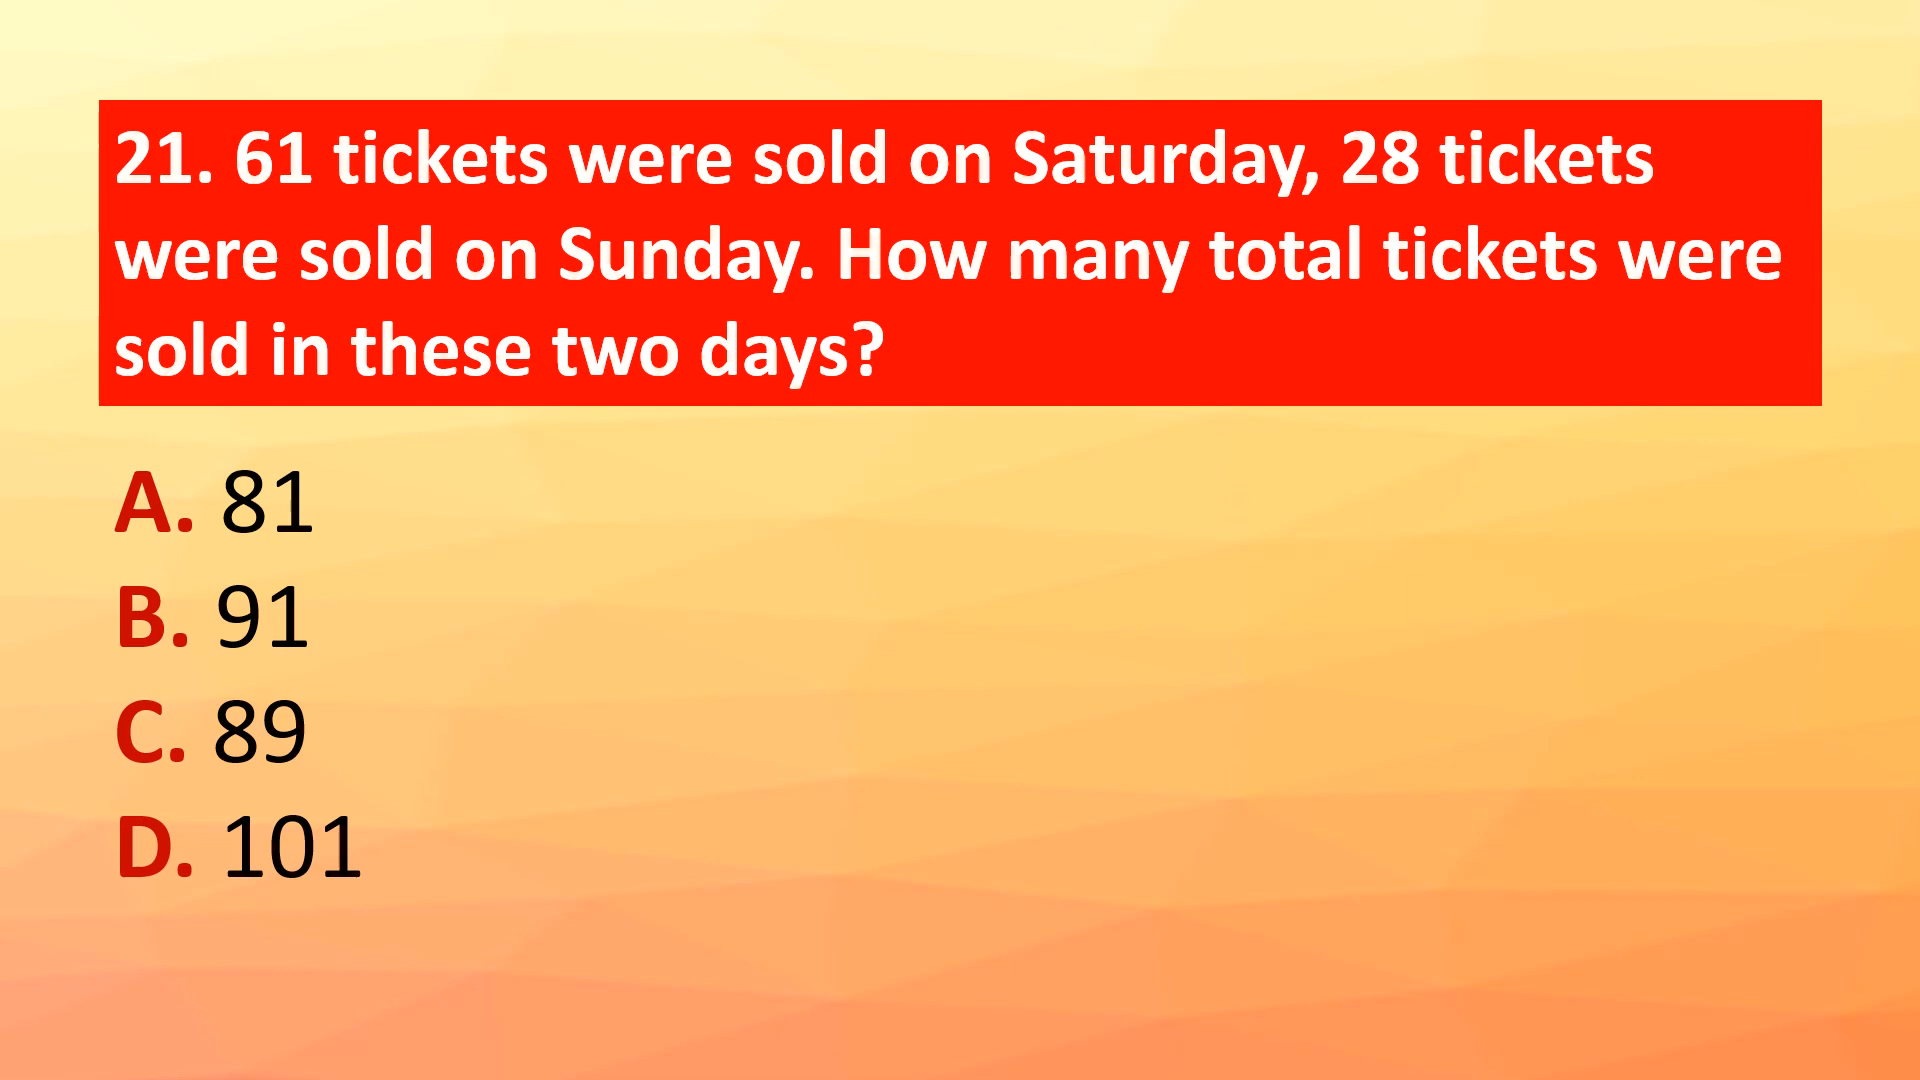 21. 61 tickets were sold on Saturday, 28 tickets
were sold on Sunday. How many total tickets were
sold in these two days?
A. 81
B. 91
C. 89
D. 101